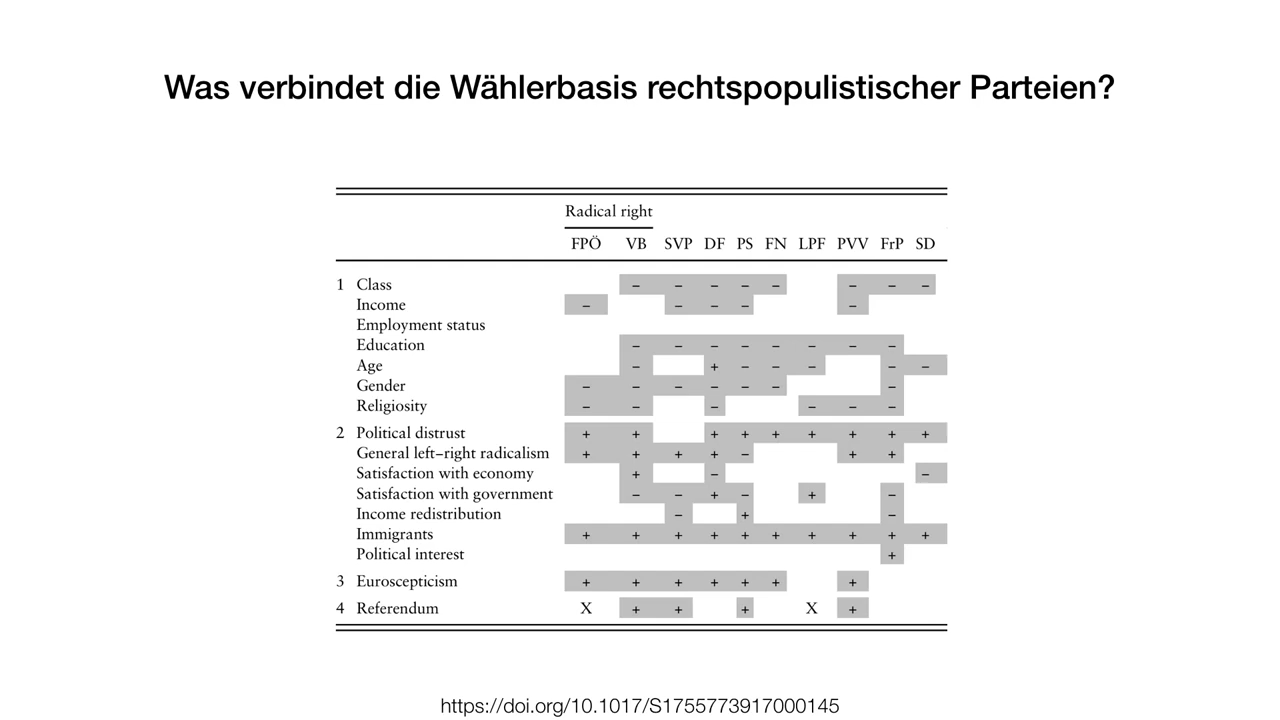 Was verbindet die Wählerbasis rechtspopulistischer Parteien?
Radical right
FPÖ VB SVP DF PS FN LPF PVV FrP SD
1 Class – – – – – – – –
Income – – – – –
Employment status
Education – – – – – – – –
Age – + – – – – –
Gender – – – – – – –
Religiosity – – – – – –
2 Political distrust + + + + + + + + +
General left–right radicalism + + + + – + +
Satisfaction with economy + – –
Satisfaction with government – – + – + –
Income redistribution – + –
Immigrants + + + + + + + + + +
Political interest +
3 Euroscepticism + + + + + + +
4 Referendum X + + + X +
https://doi.org/10.1017/S1755773917000145